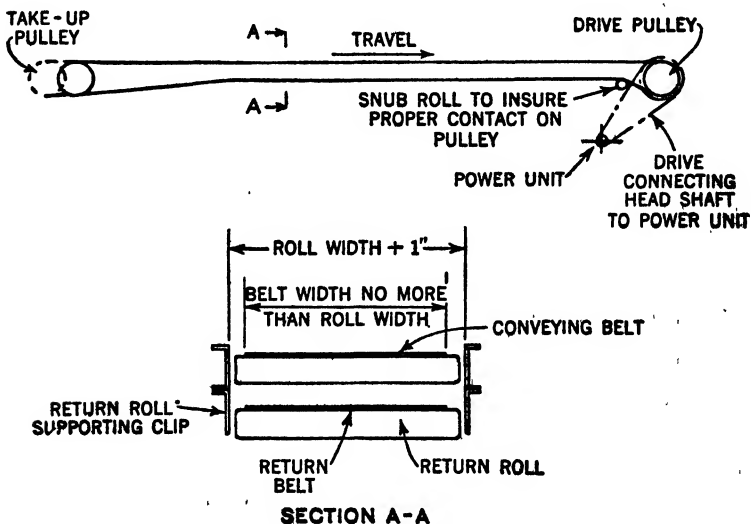 TAKE-UP
PULLEY
A
TRAVEL
DRIVE PULLEY
A
SNUB ROLL TO INSURE
PROPER CONTACT ON
PULLEY
POWER UNIT
DRIVE
CONNECTING
HEAD SHAFT
TO POWER UNIT
ROLL WIDTH + 1"
BELT WIDTH NO MORE
THAN ROLL WIDTH
CONVEYING BELT
RETURN ROLL
SUPPORTING CLIP
RETURN
BELT
RETURN ROLL
SECTION A-A